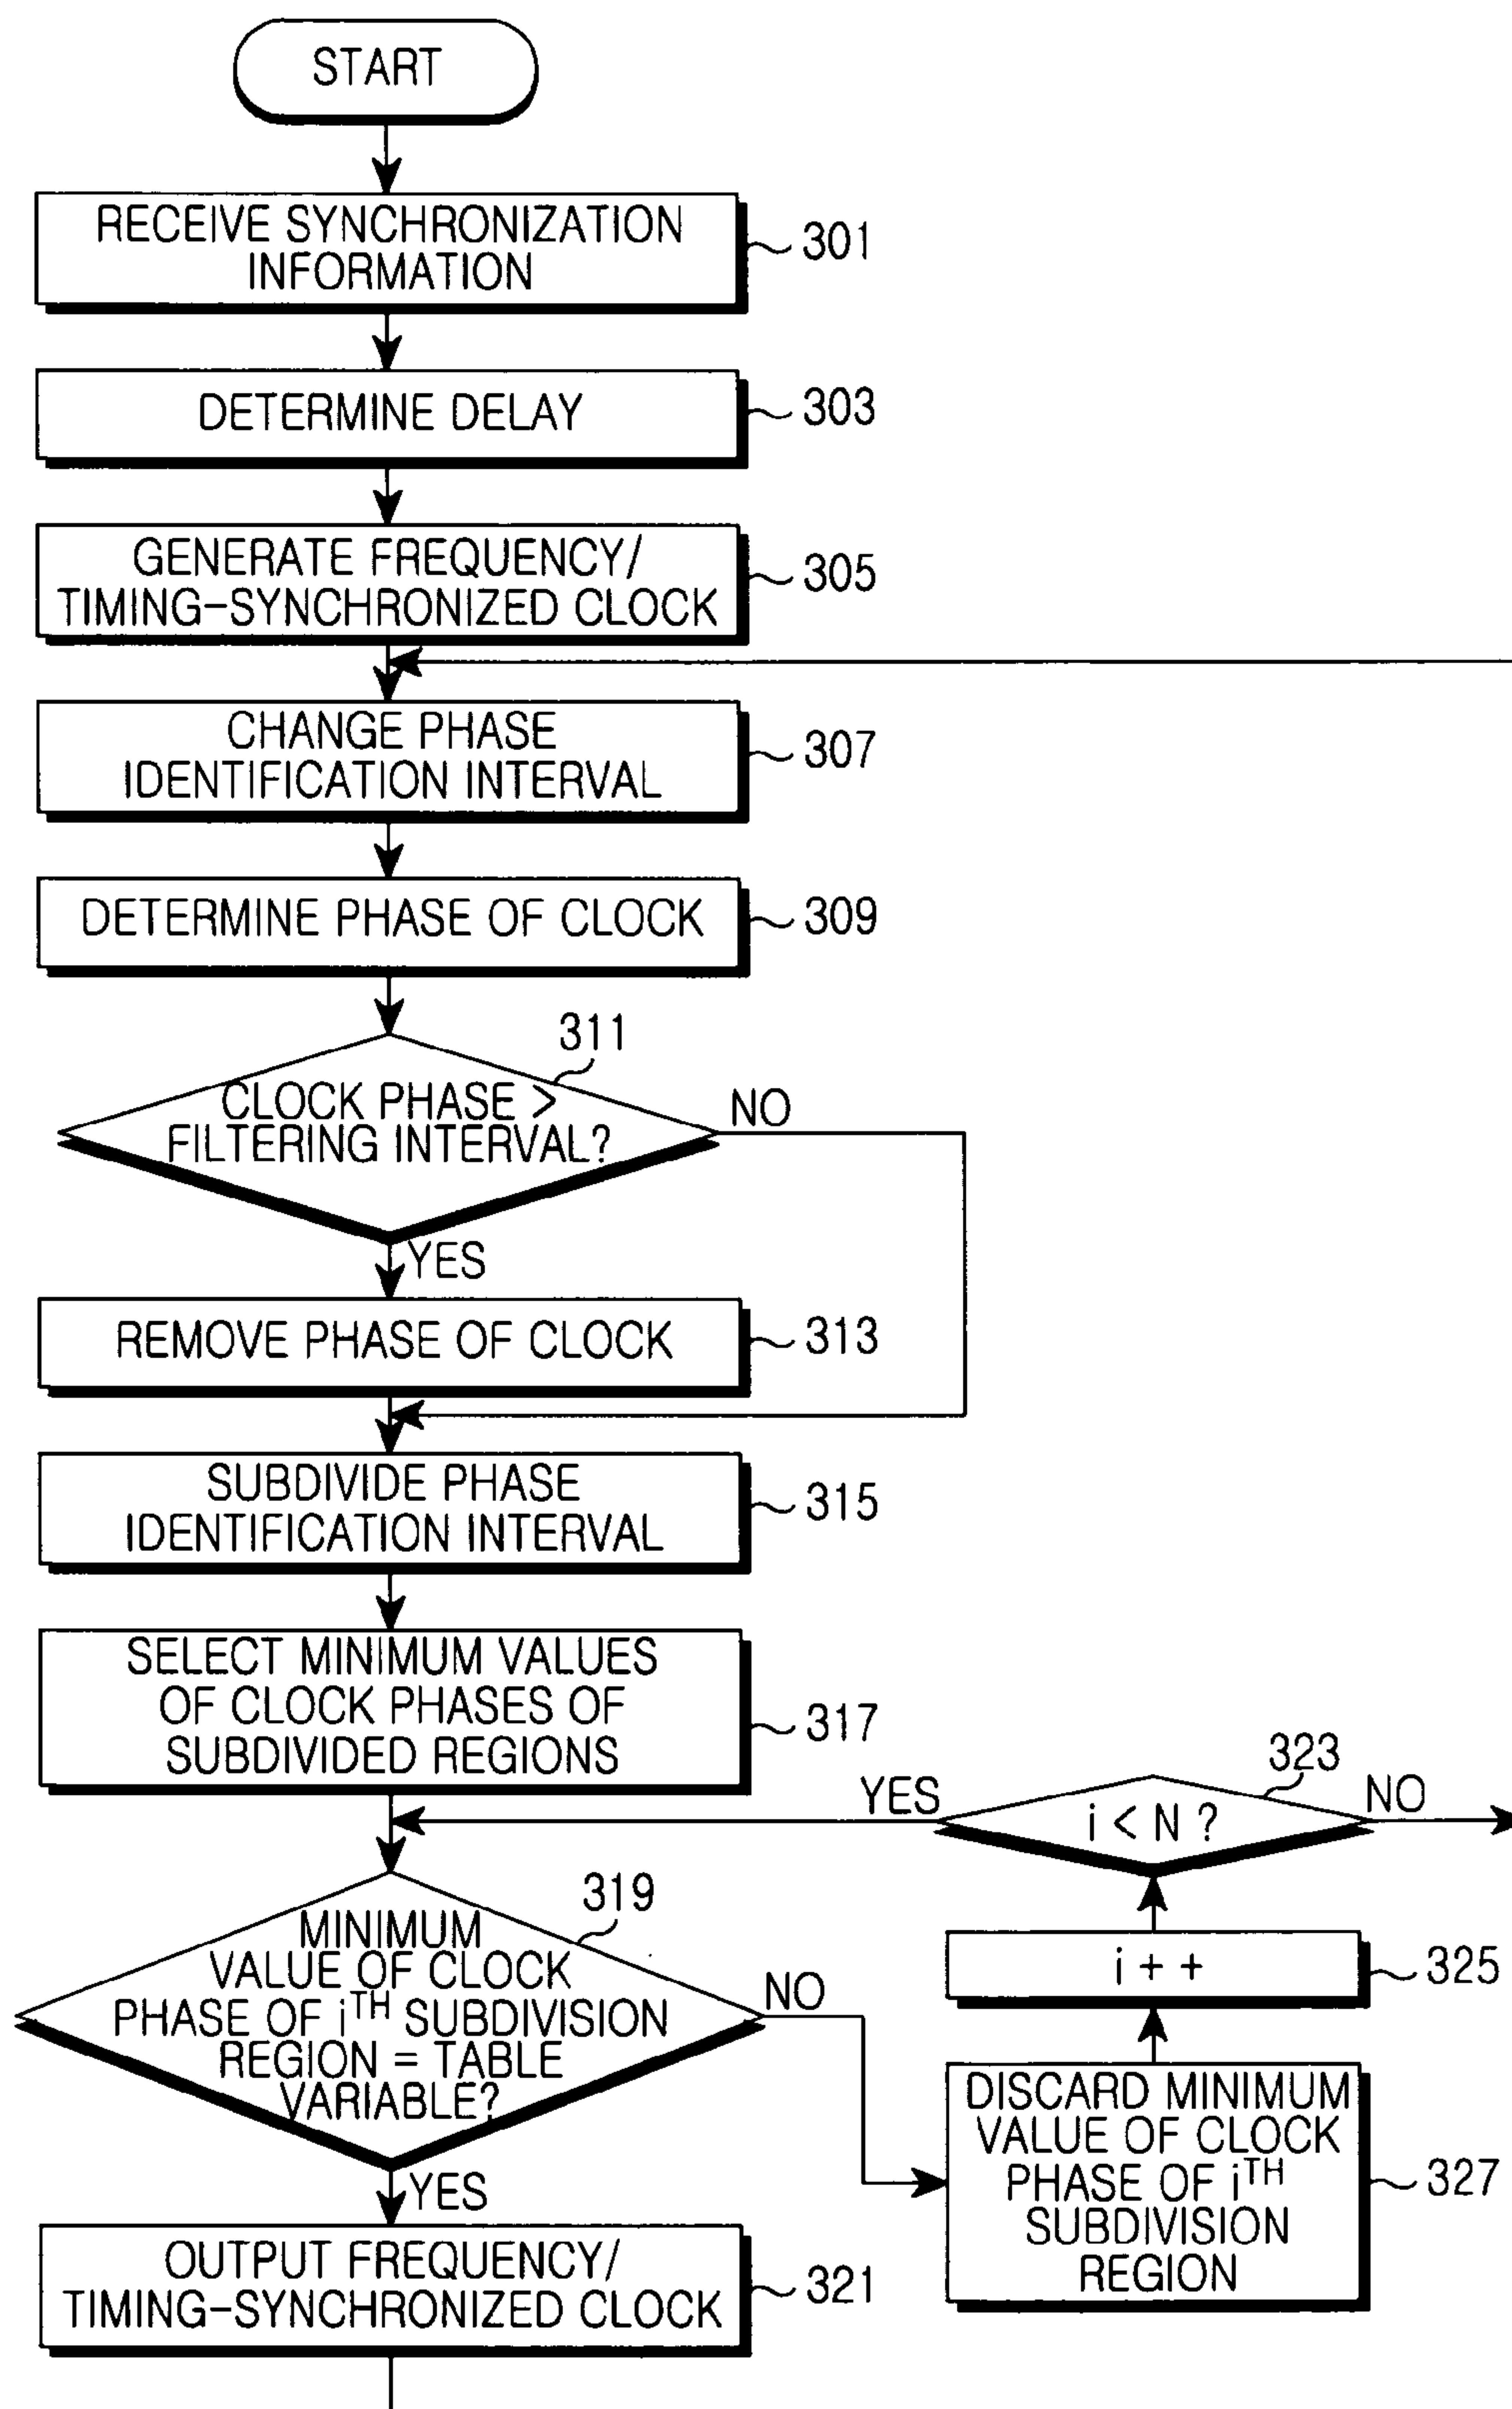 START
RECEIVE SYNCHRONIZATION
INFORMATION
301
DETERMINE DELAY
303
GENERATE FREQUENCY/
TIMING-SYNCHRONIZED CLOCK
305
CHANGE PHASE
IDENTIFICATION INTERVAL
307
DETERMINE PHASE OF CLOCK
309
311
CLOCK PHASE >
FILTERING INTERVAL?
NO
YES
REMOVE PHASE OF CLOCK
313
SUBDIVIDE PHASE
IDENTIFICATION INTERVAL
315
SELECT MINIMUM VALUES
OF CLOCK PHASES OF
SUBDIVIDED REGIONS
317
323
YES
i < N ?
NO
319
MINIMUM
VALUE OF CLOCK
PHASE OF iTH SUBDIVISION
REGION = TABLE
VARIABLE?
NO
YES
i + +
325
DISCARD MINIMUM
VALUE OF CLOCK
PHASE OF iTH
SUBDIVISION
REGION
327
OUTPUT FREQUENCY/
TIMING-SYNCHRONIZED CLOCK
321